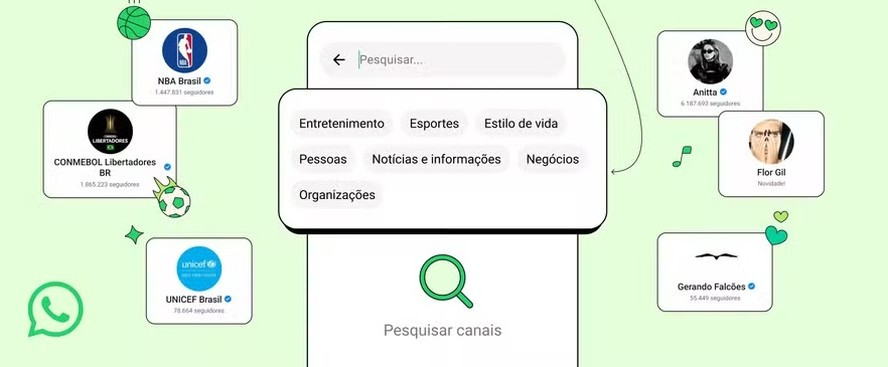 NBA Brasil
1.447.831 seguidores
CONMEBOL
LIBERTADORES
CONMEBOL Libertadores
BR
1.865.223 seguidores
unicef
UNICEF Brasil
78.664 seguidores
Pesquisar...
Entretenimento
Esportes
Estilo de vida
Pessoas
Notícias e informações
Negócios
Organizações
Pesquisar canais
Anitta
6.187.693 seguidores
Flor Gil
Novidade!
Gerando Falcões
55.449 seguidores